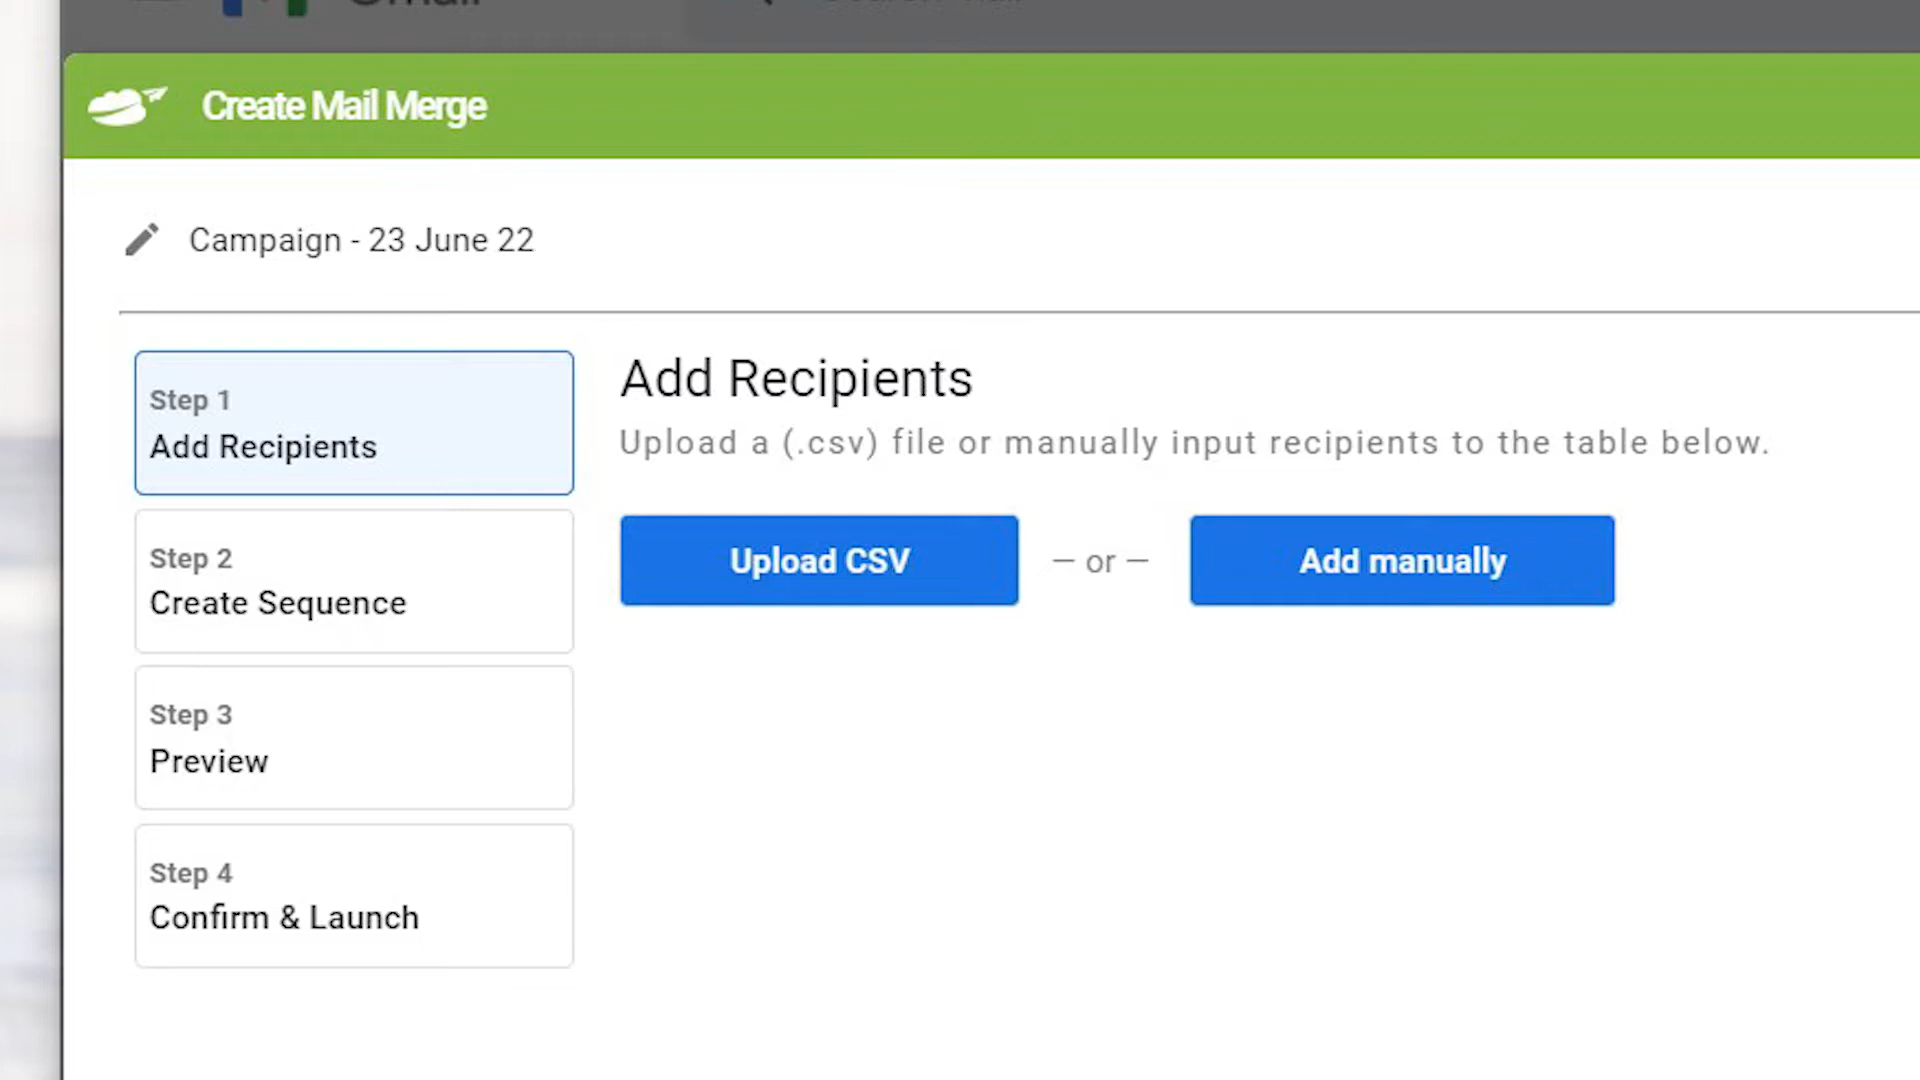 Create Mail Merge
Campaign - 23 June 22
Step 1
Add Recipients
Step 2
Create Sequence
Step 3
Preview
Step 4
Confirm & Launch
Add Recipients
Upload a (.csv) file or manually input recipients to the table below.
Upload CSV
— or —
Add manually